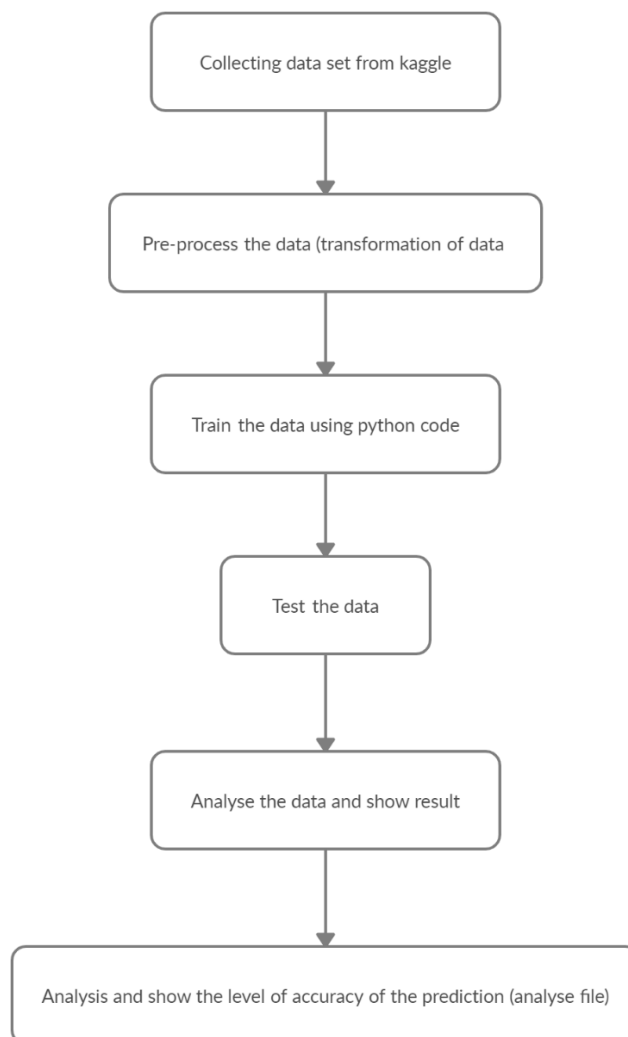 Collecting data set from kaggle
Pre-process the data (transformation of data
Train the data using python code
Test the data
Analyse the data and show result
Analysis and show the level of accuracy of the prediction (analyse file)